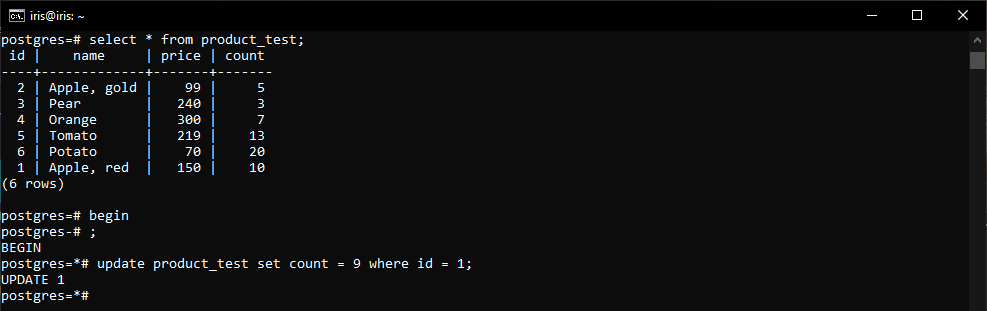 iris@iris: ~
postgres=# select * from product_test;
 id |    name     | price | count
----+-------------+-------+-------
  2 | Apple, gold |    99 |     5
  3 | Pear        |   240 |     3
  4 | Orange      |   300 |     7
  5 | Tomato      |   219 |    13
  6 | Potato      |    70 |    20
  1 | Apple, red  |   150 |    10
(6 rows)
postgres=# begin
postgres-# ;
BEGIN
postgres=*# update product_test set count = 9 where id = 1;
UPDATE 1
postgres=*#